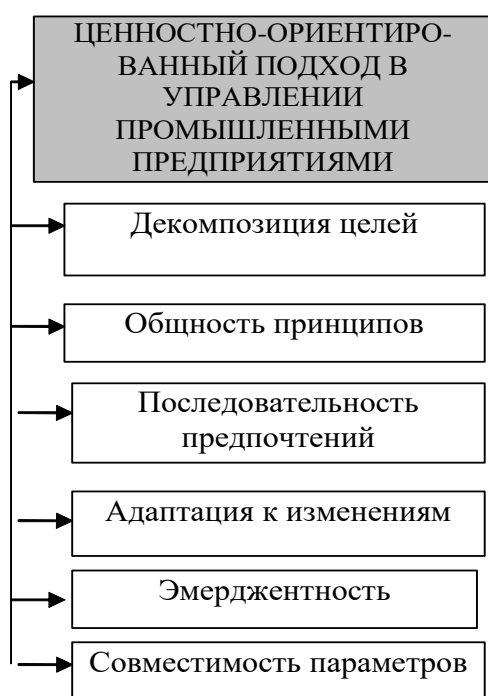 ЦЕННОСТНО-ОРИЕНТИРО-
ВАННЫЙ ПОДХОД В
УПРАВЛЕНИИ
ПРОМЫШЛЕННЫМИ
ПРЕДПРИЯТИЯМИ
Декомпозиция целей
Общность принципов
Последовательность
предпочтений
Адаптация к изменениям
Эмерджентность
Совместимость параметров